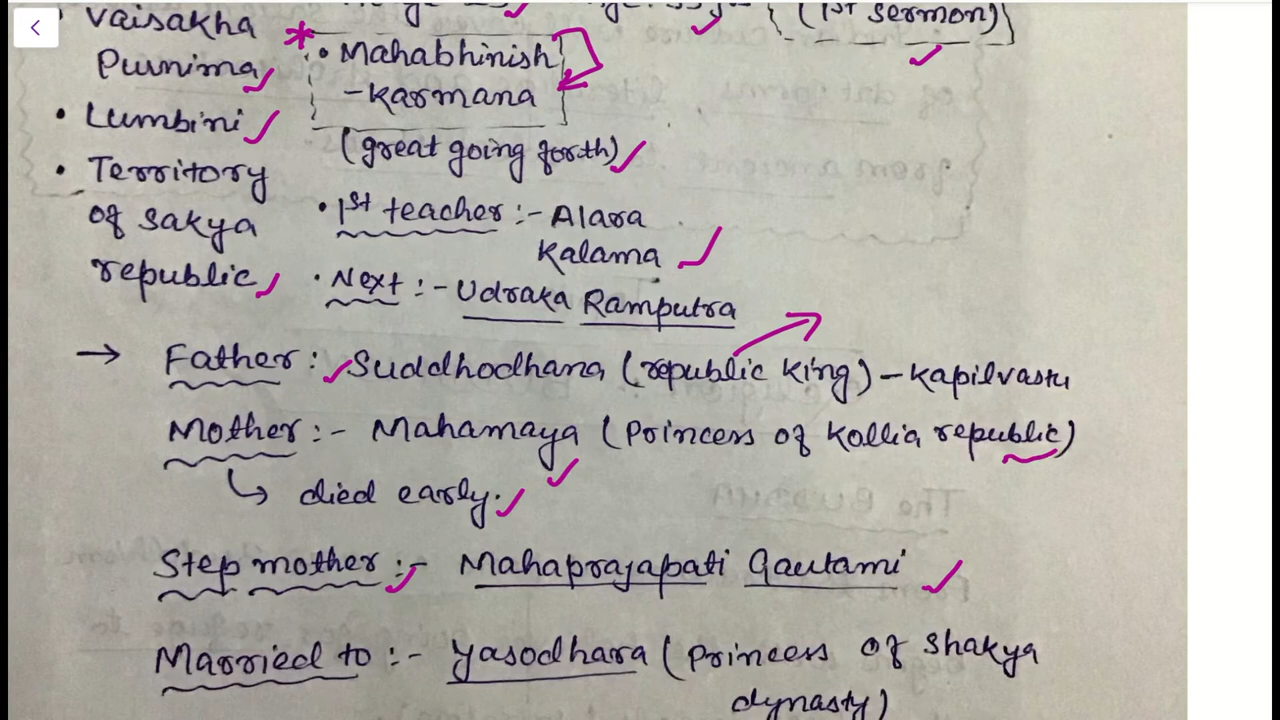 (1st sermon)
Vaisakha
Purnima
• Lumbini
• Territory
of Sakya
republic
• Mahabhinish
-karmana
(great going forth)
• 1st teacher :- Alara
Kalama
• Next :- Udraka Ramputra
→ Father: Suddhodhana (republic king) - Kapilvastu
Mother :- Mahamaya (Princess of Kollia republic)
↳ died early.
Step mother :- Mahaprajapati Gautami
Married to :- Yasodhara (Princess of Shakya
dynasty)